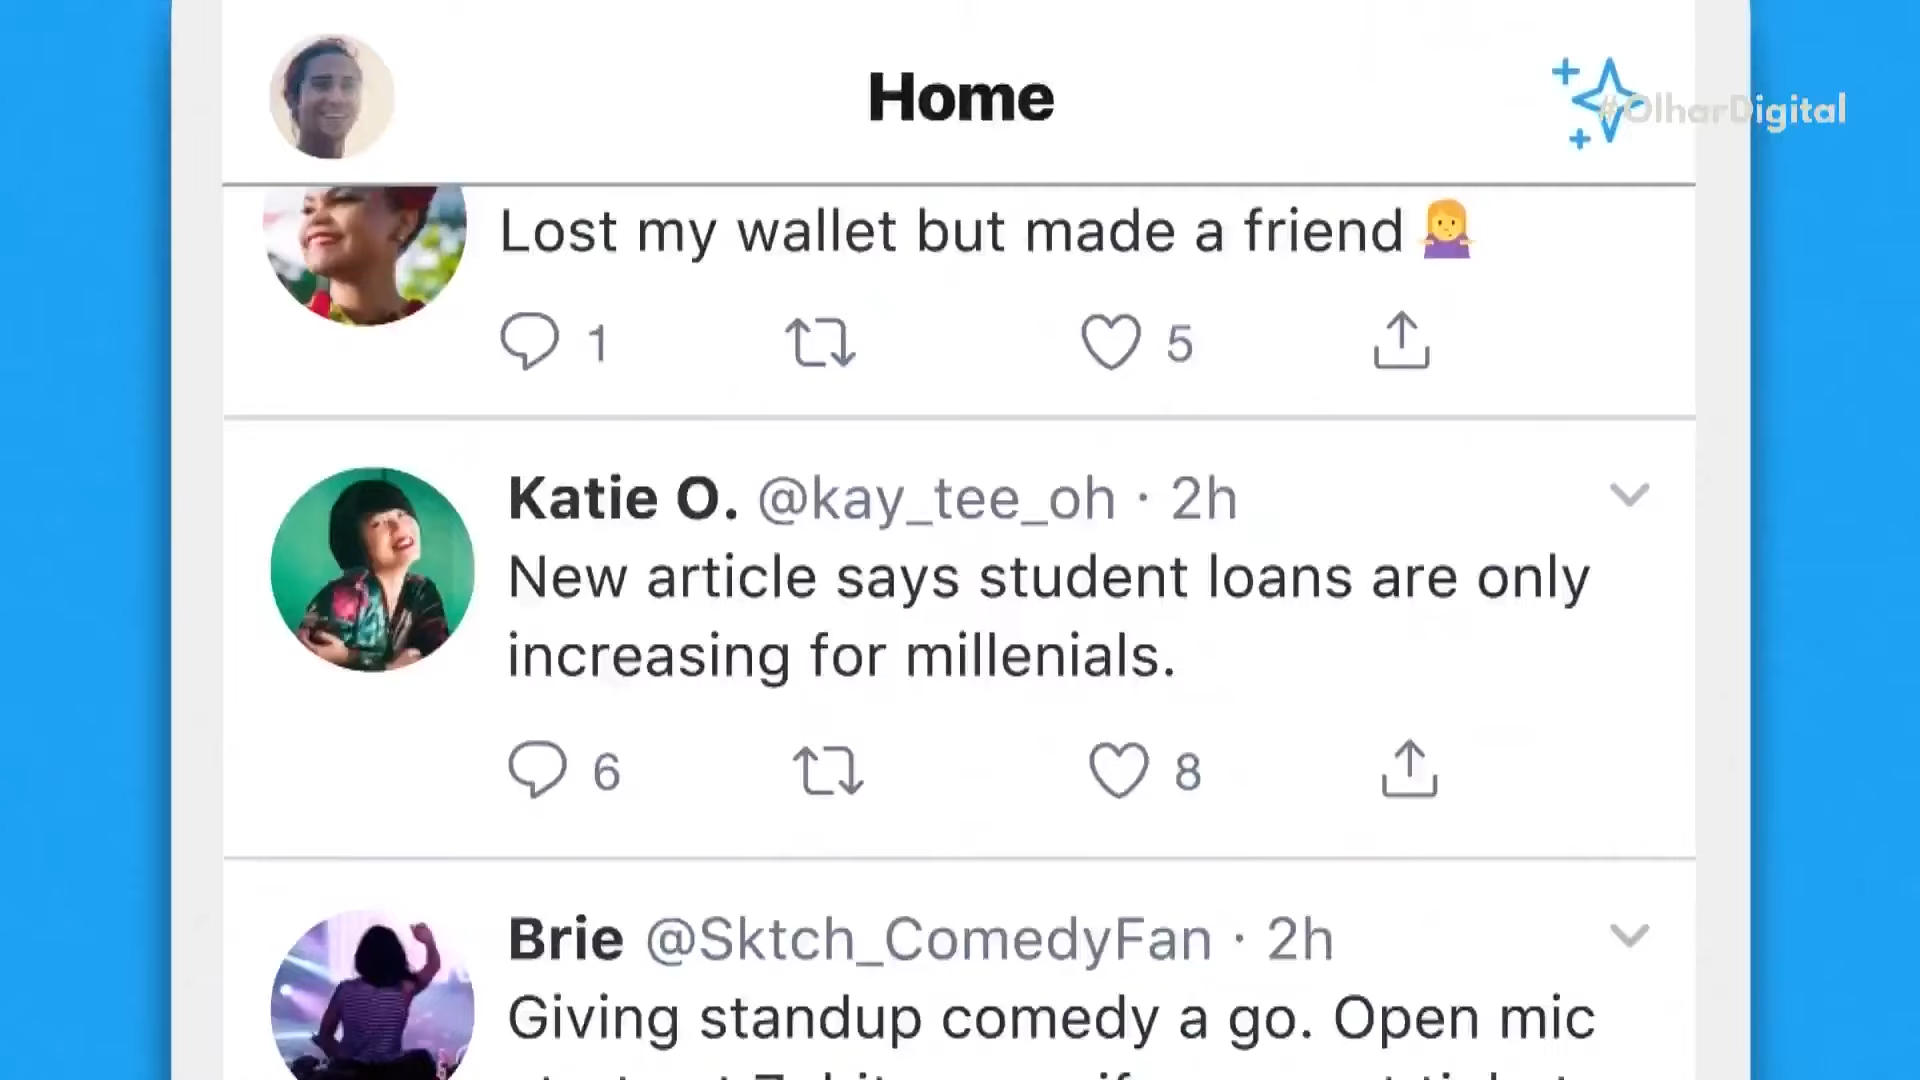 Home
#OlharDigital
Lost my wallet but made a friend 🤷‍♀️
1
5
Katie O. @kay_tee_oh · 2h
New article says student loans are only
increasing for millenials.
6
8
Brie @Sktch_ComedyFan · 2h
Giving standup comedy a go. Open mic